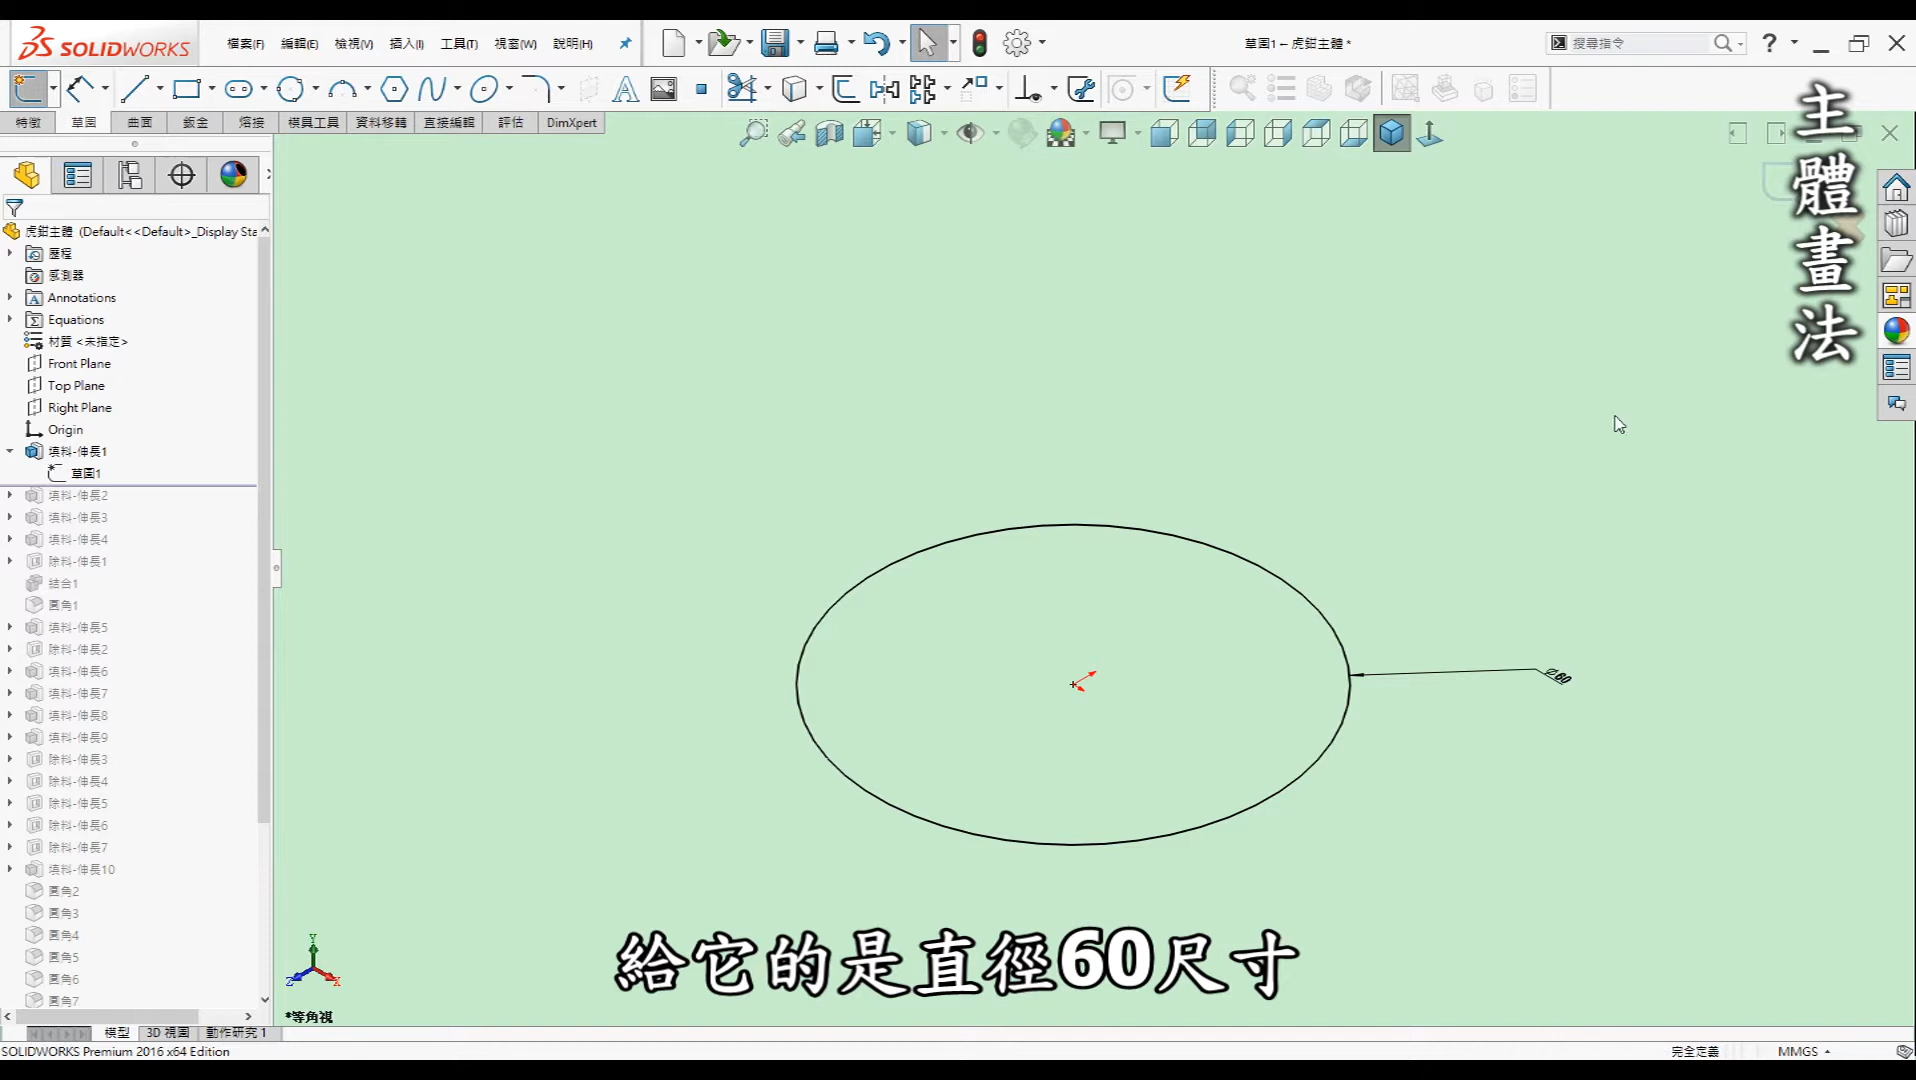 SOLIDWORKS
檔案(F)
編輯(E)
檢視(V)
插入(I)
工具(T)
視窗(W)
說明(H)
草圖1 – 虎鉗主體 *
搜尋指令
特徵
草圖
曲面
鈑金
熔接
模具工具
資料移轉
直接編輯
評估
DimXpert
虎鉗主體 (Default<<Default>_Display Sta
歷程
感測器
Annotations
Equations
材質 <未指定>
Front Plane
Top Plane
Right Plane
Origin
填料-伸長1
草圖1
填料-伸長2
填料-伸長3
填料-伸長4
除料-伸長1
結合1
圓角1
填料-伸長5
除料-伸長2
填料-伸長6
填料-伸長7
填料-伸長8
填料-伸長9
除料-伸長3
除料-伸長4
除料-伸長5
除料-伸長6
除料-伸長7
填料-伸長10
圓角2
圓角3
圓角4
圓角5
圓角6
圓角7
主體畫法
⌀60
Y
Z
X
*等角視
給它的是直徑60尺寸
模型
3D 視圖
動作研究 1
SOLIDWORKS Premium 2016 x64 Edition
完全定義
MMGS